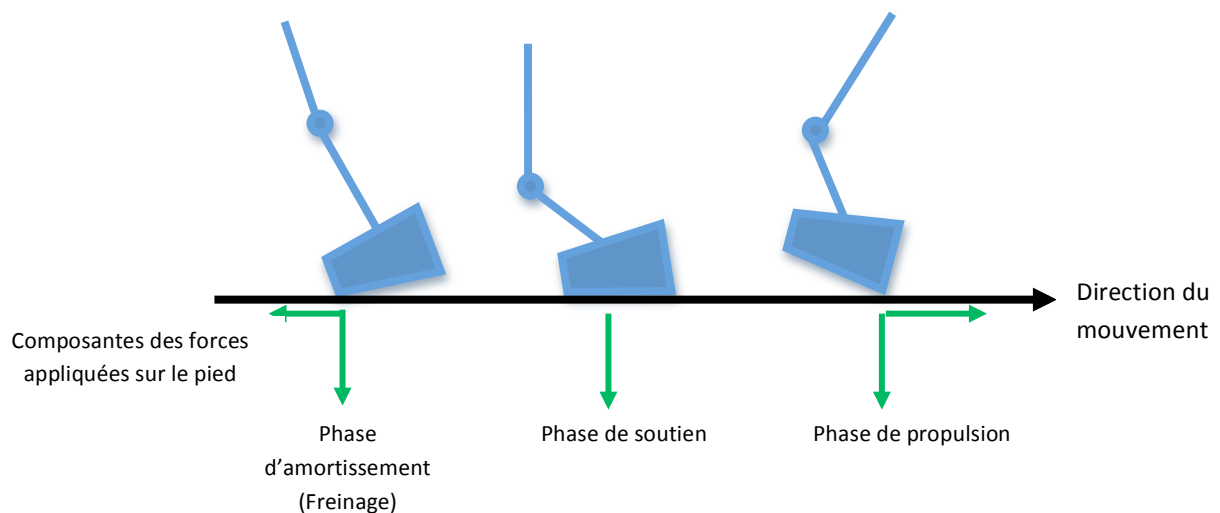 Direction du
mouvement
Composantes des forces
appliquées sur le pied
Phase
d’amortissement
(Freinage)
Phase de soutien
Phase de propulsion